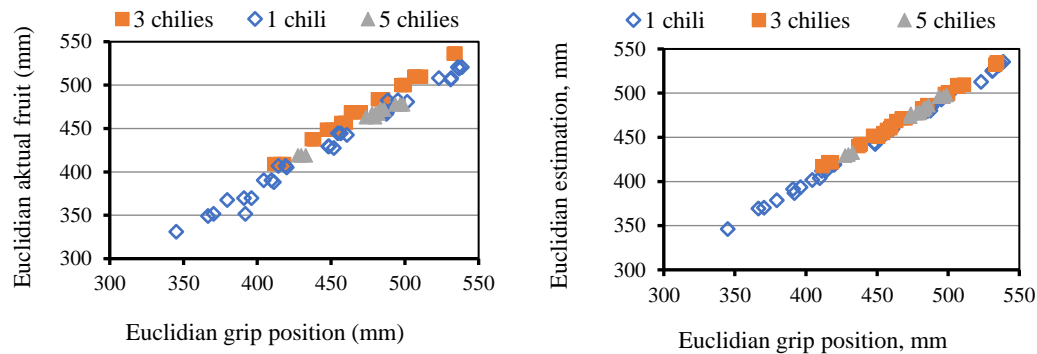 3 chilies 1 chili 5 chilies
Euclidian aktual fruit (mm)
550
500
450
400
350
300
300 350 400 450 500 550
Euclidian grip position (mm)
1 chili 3 chilies 5 chilies
Euclidian estimation, mm
550
500
450
400
350
300
300 350 400 450 500 550
Euclidian grip position, mm